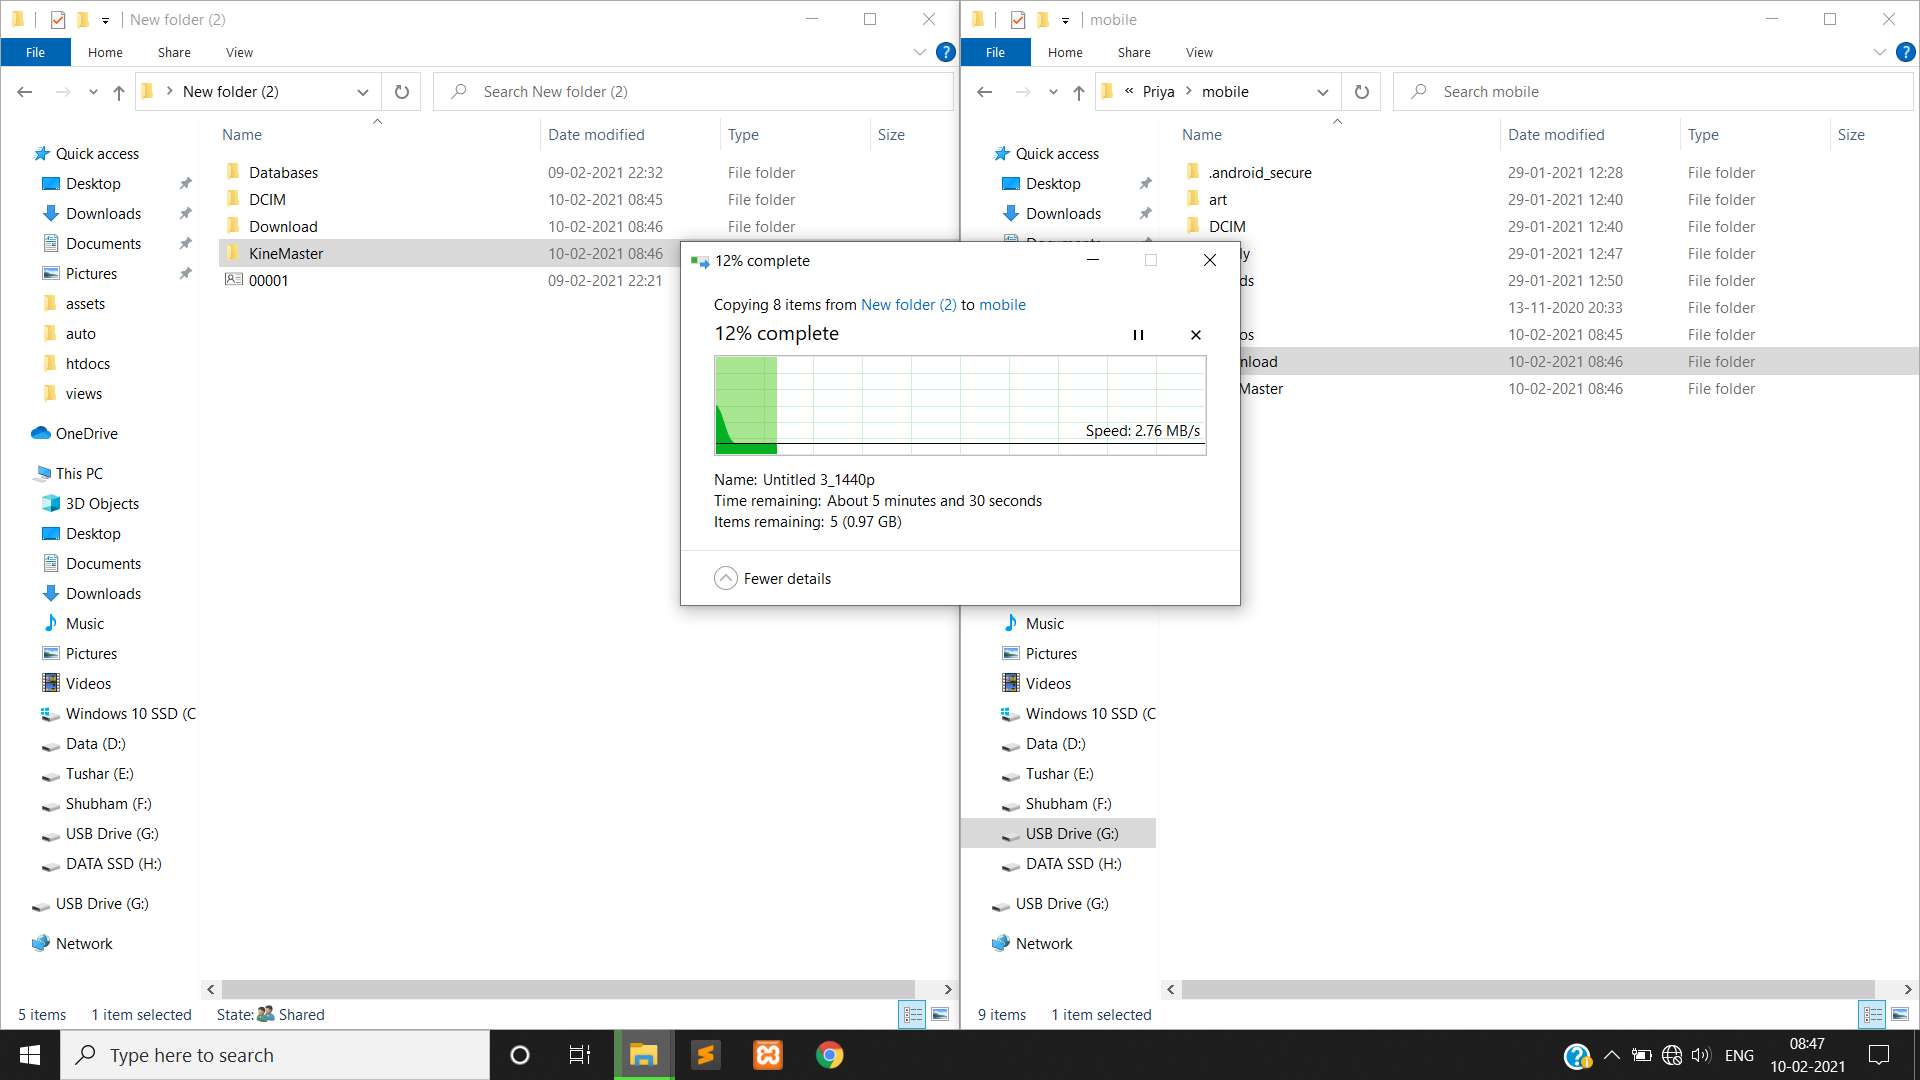 New folder (2)
File Home Share View
New folder (2)
Search New folder (2)
Name Date modified Type Size
Quick access
Desktop
Downloads
Documents
Pictures
assets
auto
htdocs
views
OneDrive
This PC
3D Objects
Desktop
Documents
Downloads
Music
Pictures
Videos
Windows 10 SSD (C
Data (D:)
Tushar (E:)
Shubham (F:)
USB Drive (G:)
DATA SSD (H:)
USB Drive (G:)
Network
Databases 09-02-2021 22:32 File folder
DCIM 10-02-2021 08:45 File folder
Download 10-02-2021 08:46 File folder
KineMaster 10-02-2021 08:46
00001 09-02-2021 22:21
5 items 1 item selected State: Shared
mobile
File Home Share View
« Priya mobile
Search mobile
Name Date modified Type Size
Quick access
Desktop
Downloads
Music
Pictures
Videos
Windows 10 SSD (C
Data (D:)
Tushar (E:)
Shubham (F:)
USB Drive (G:)
DATA SSD (H:)
USB Drive (G:)
Network
.android_secure 29-01-2021 12:28 File folder
art 29-01-2021 12:40 File folder
DCIM 29-01-2021 12:40 File folder
ly 29-01-2021 12:47 File folder
ds 29-01-2021 12:50 File folder
13-11-2020 20:33 File folder
os 10-02-2021 08:45 File folder
nload 10-02-2021 08:46 File folder
Master 10-02-2021 08:46 File folder
9 items 1 item selected
12% complete
Copying 8 items from New folder (2) to mobile
12% complete
Speed: 2.76 MB/s
Name: Untitled 3_1440p
Time remaining: About 5 minutes and 30 seconds
Items remaining: 5 (0.97 GB)
Fewer details
Type here to search
ENG
08:47
10-02-2021